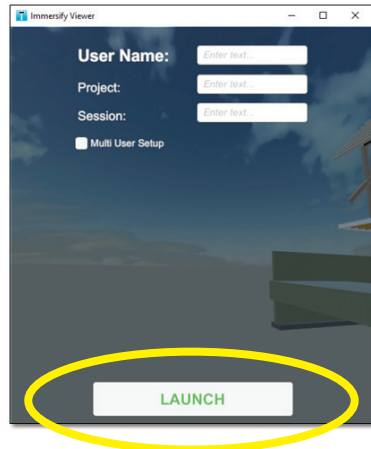 Immersify Viewer
User Name: Enter text...
Project: Enter text...
Session: Enter text...
Multi User Setup
LAUNCH